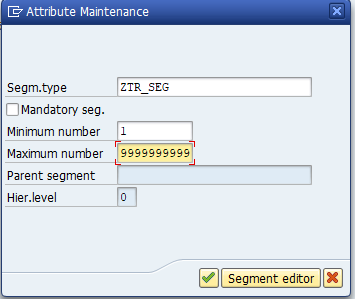 Attribute Maintenance
Segm.type ZTR_SEG
Mandatory seg.
Minimum number 1
Maximum number 9999999999
Parent segment
Hier.level 0
Segment editor